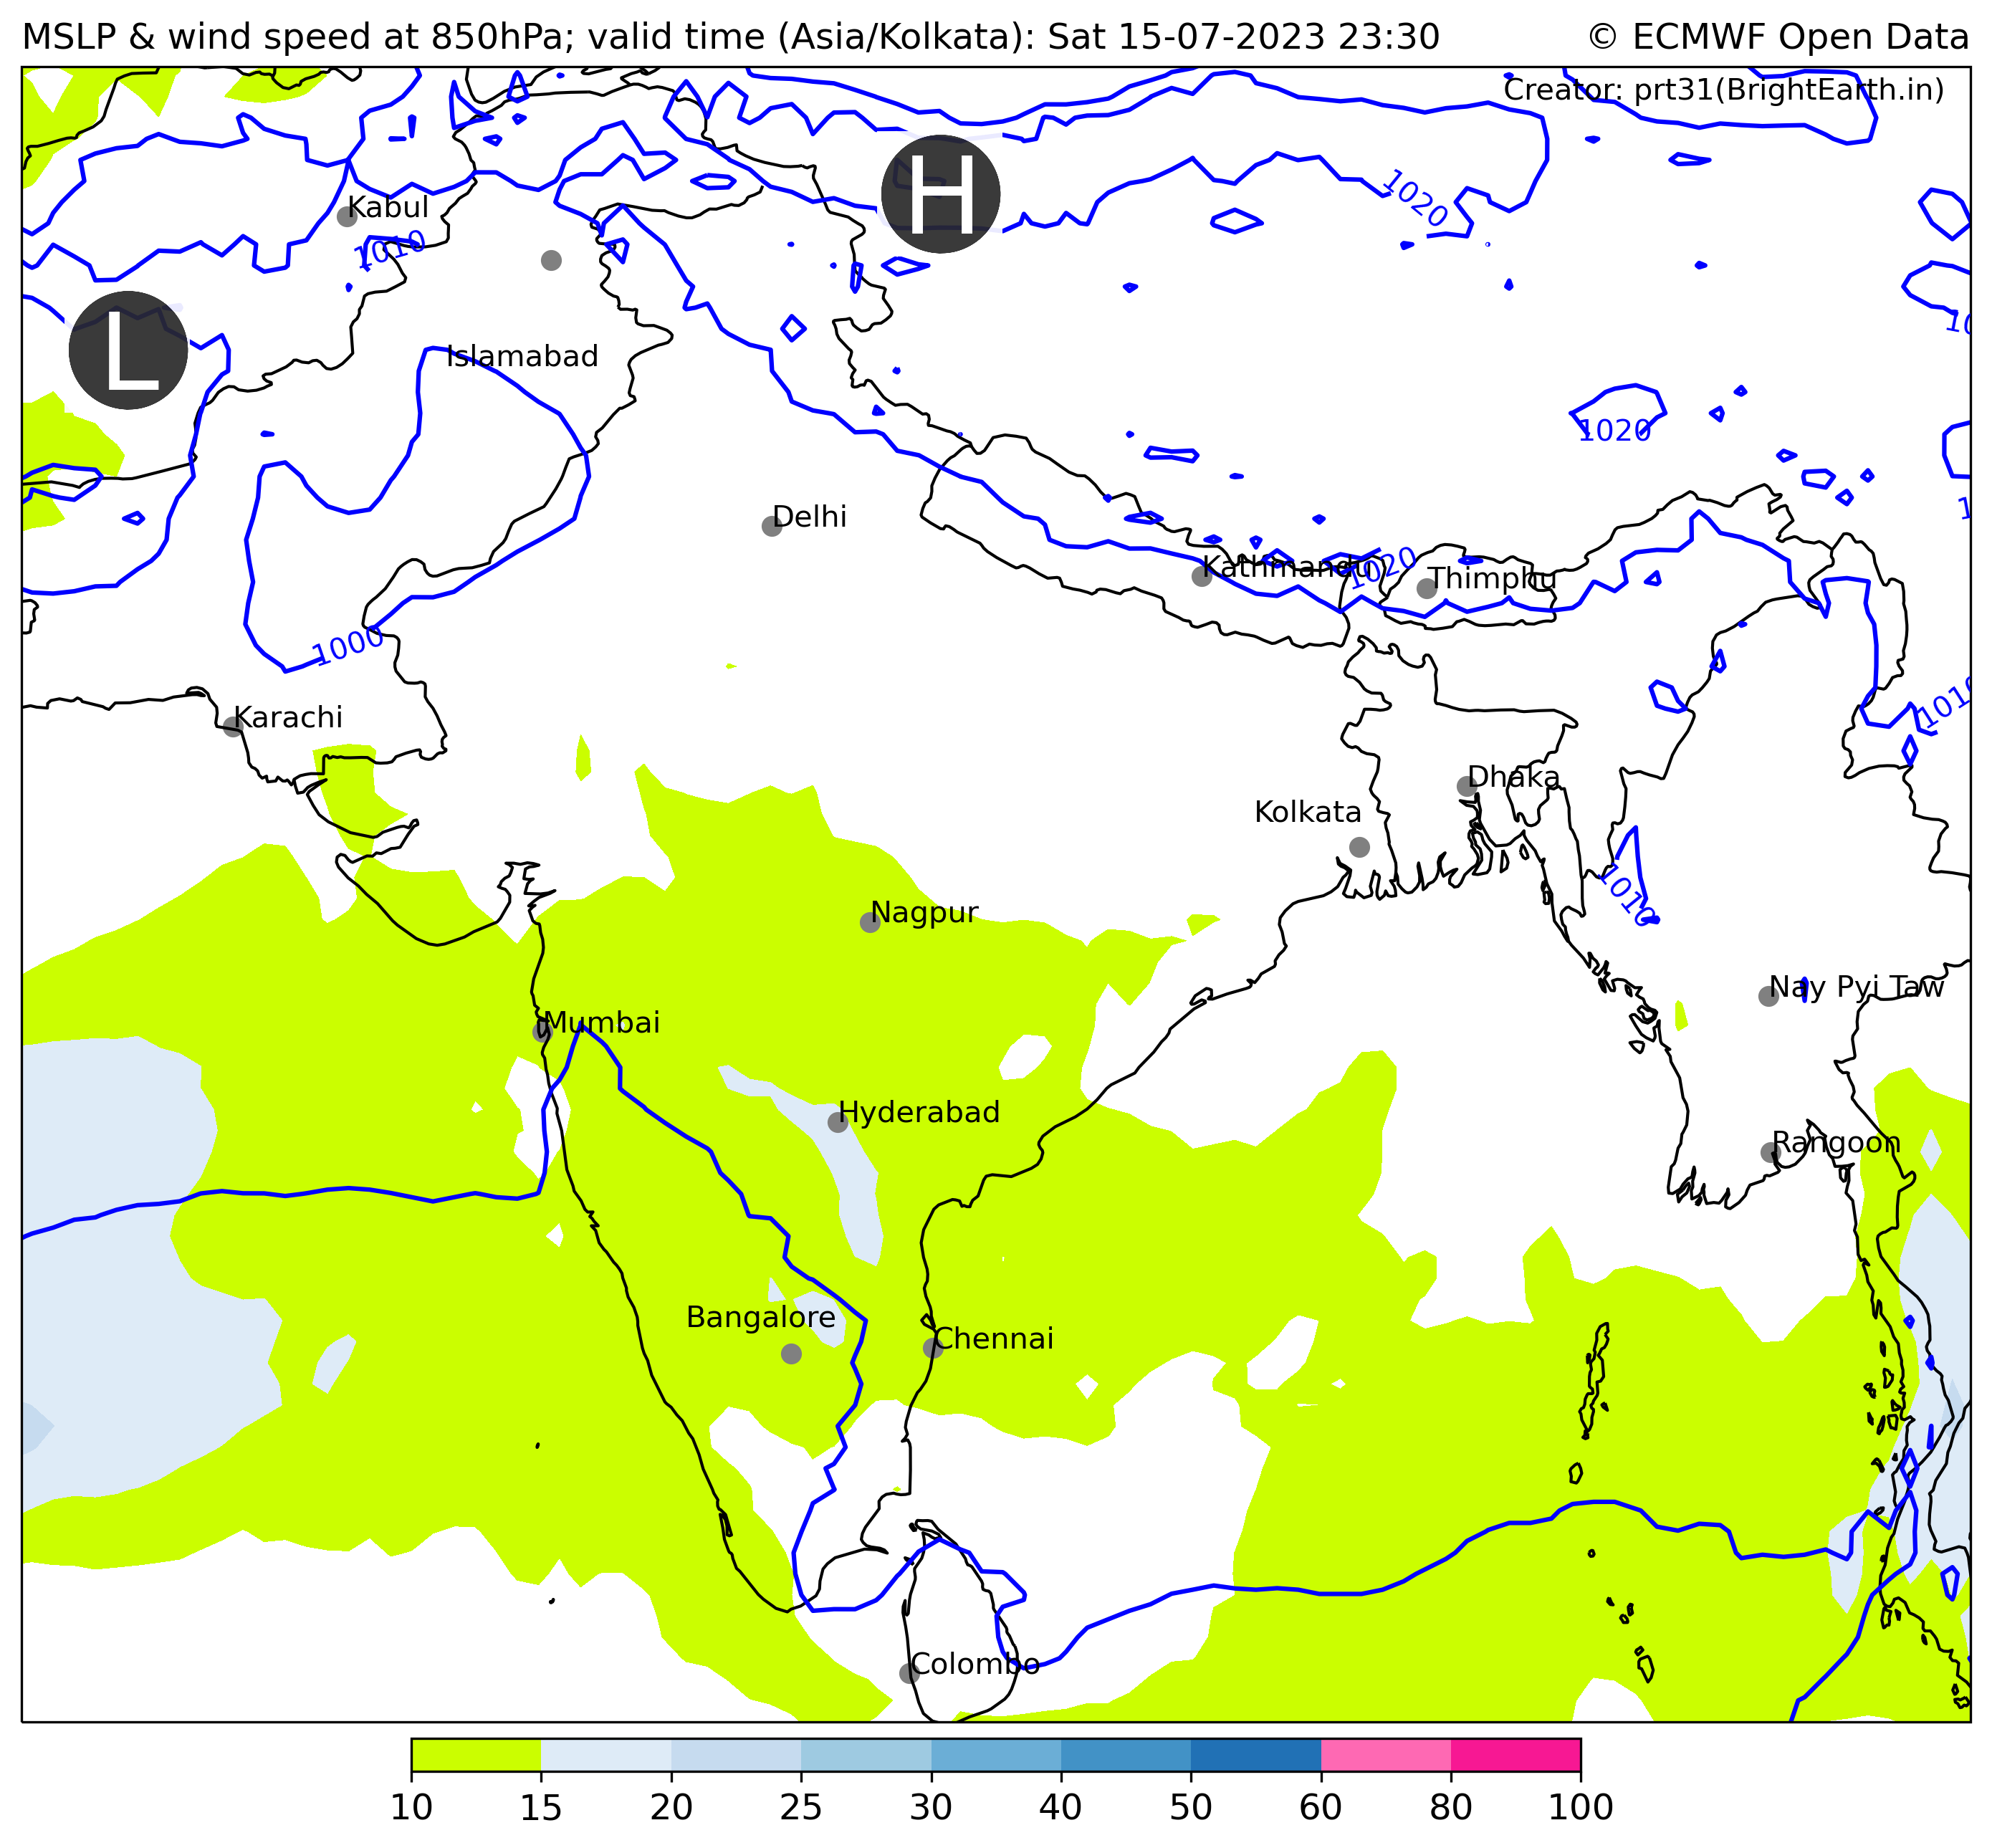 MSLP & wind speed at 850hPa; valid time (Asia/Kolkata): Sat 15-07-2023 23:30
© ECMWF Open Data
Creator: prt31(BrightEarth.in)
H
1020
Kabul
1010
L
Islamabad
1020
Delhi
Kathmandu
1020
Thimphu
1000
Karachi
1010
Dhaka
Kolkata
1010
Nagpur
Nay Pyi Taw
Mumbai
Hyderabad
Rangoon
Bangalore
Chennai
Colombo
10 15 20 25 30 40 50 60 80 100